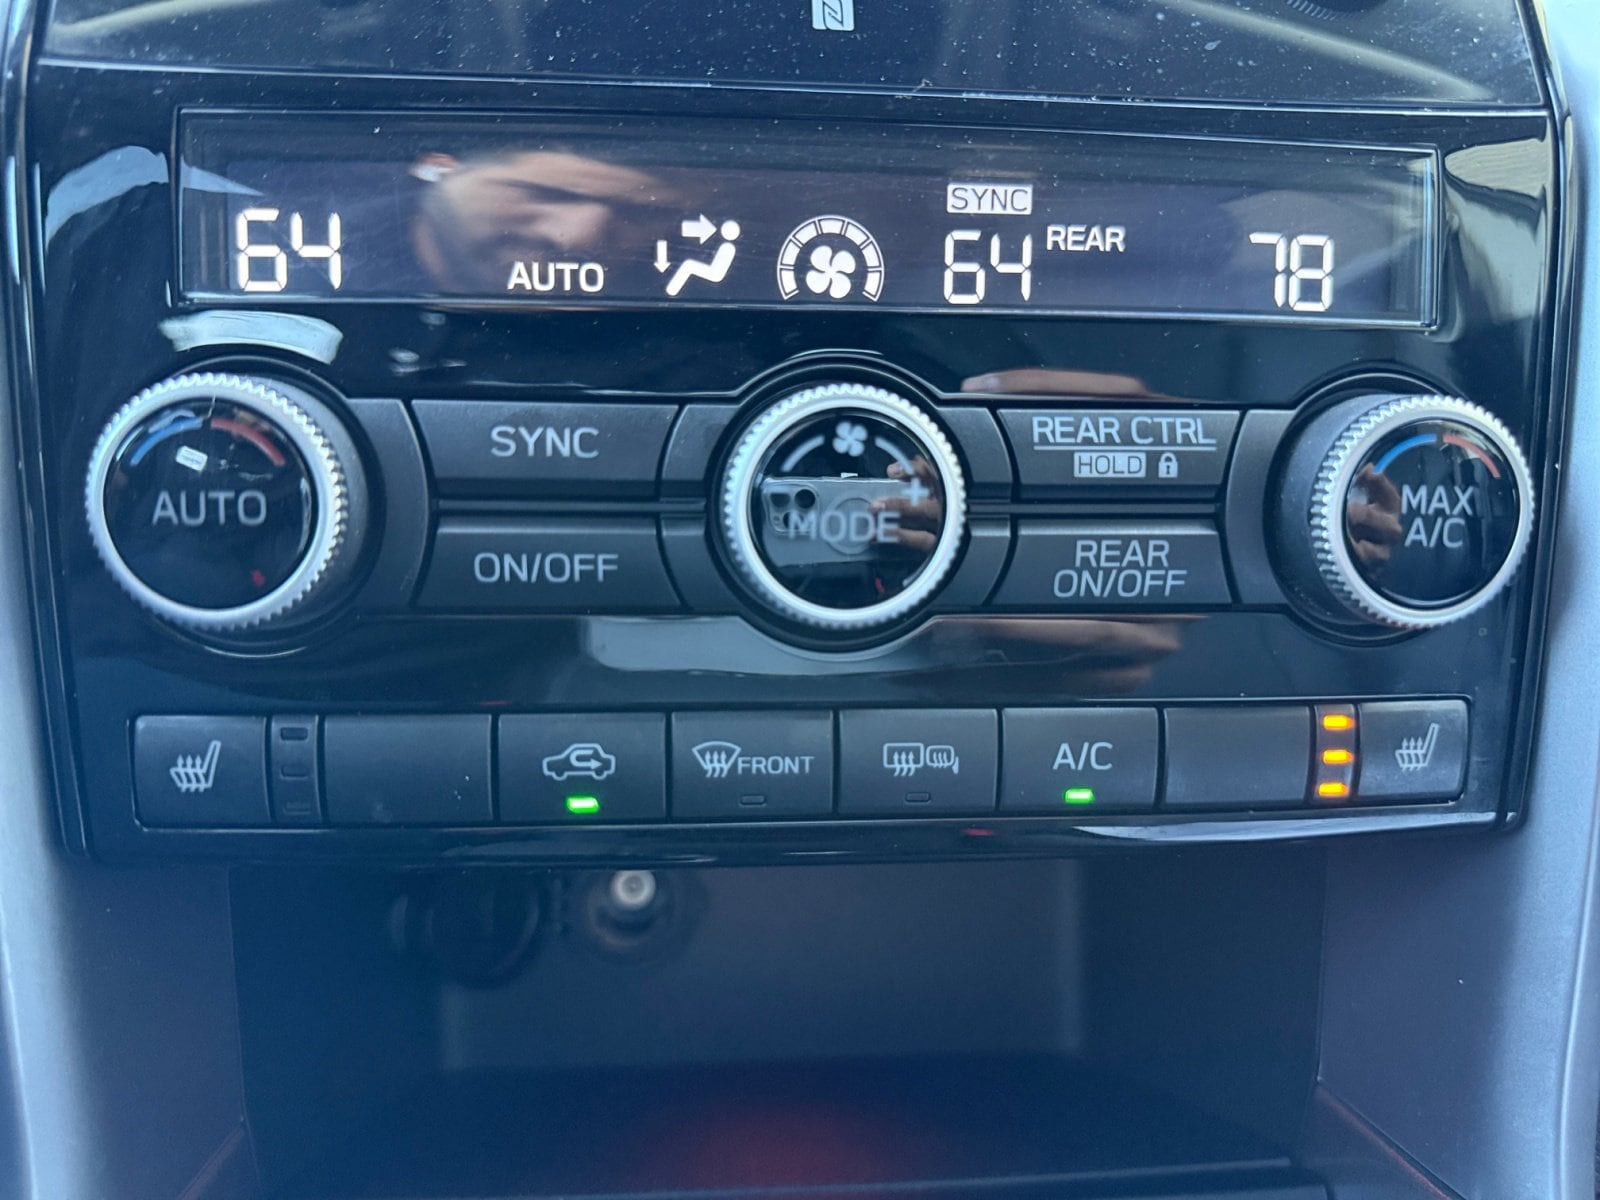 64 AUTO SYNC 64 REAR 78
AUTO
SYNC
ON/OFF
MODE
REAR CTRL
HOLD
REAR
ON/OFF
MAX
A/C
FRONT
A/C